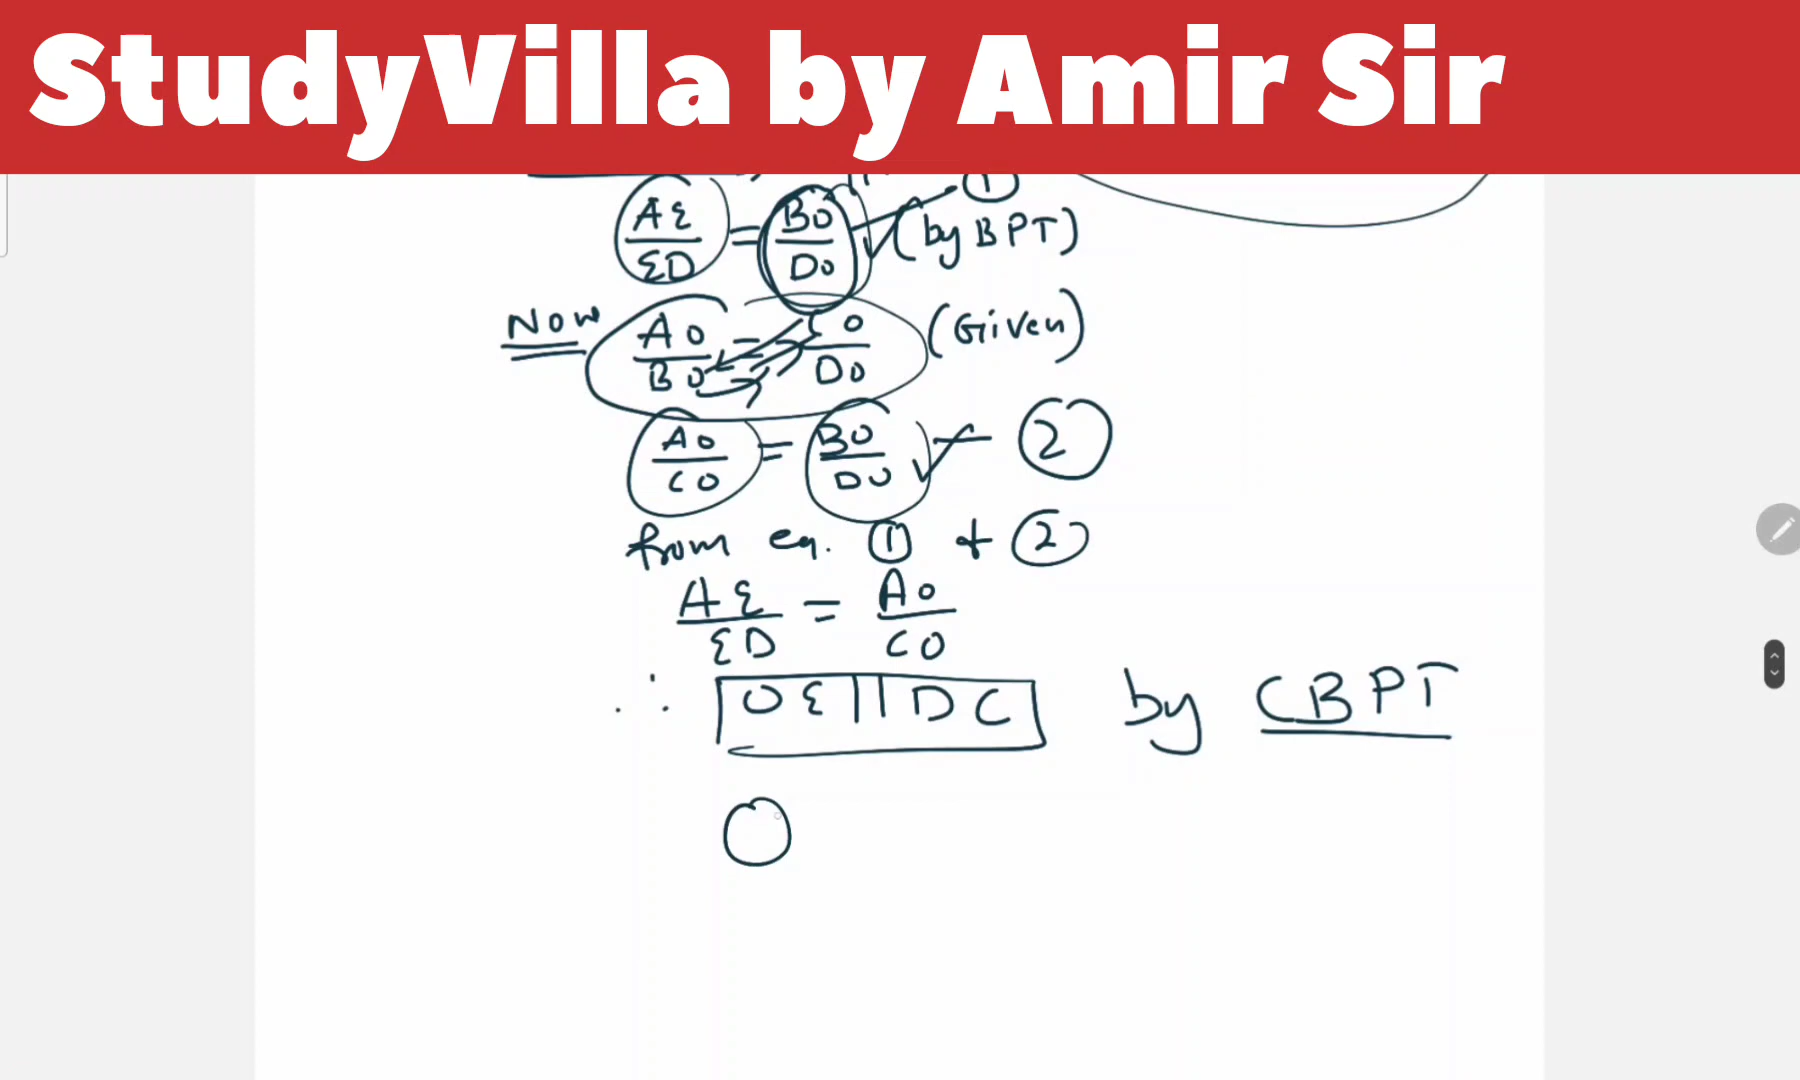 StudyVilla by Amir Sir
AE/ED = BO/DO (by BPT) ①
Now AO/BO = CO/DO (Given)
AO/CO = BO/DO — ②
from eq. ① + ②
AE/ED = AO/CO
∴ OE || DC by CBPT